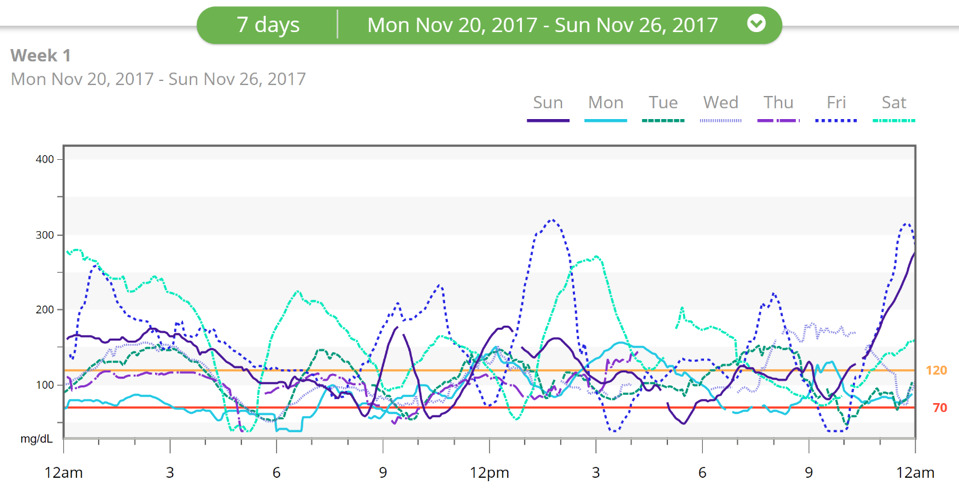 7 days Mon Nov 20, 2017 - Sun Nov 26, 2017
Week 1
Mon Nov 20, 2017 - Sun Nov 26, 2017
Sun Mon Tue Wed Thu Fri Sat
400
300
200
120
100
70
mg/dL
12am 3 6 9 12pm 3 6 9 12am